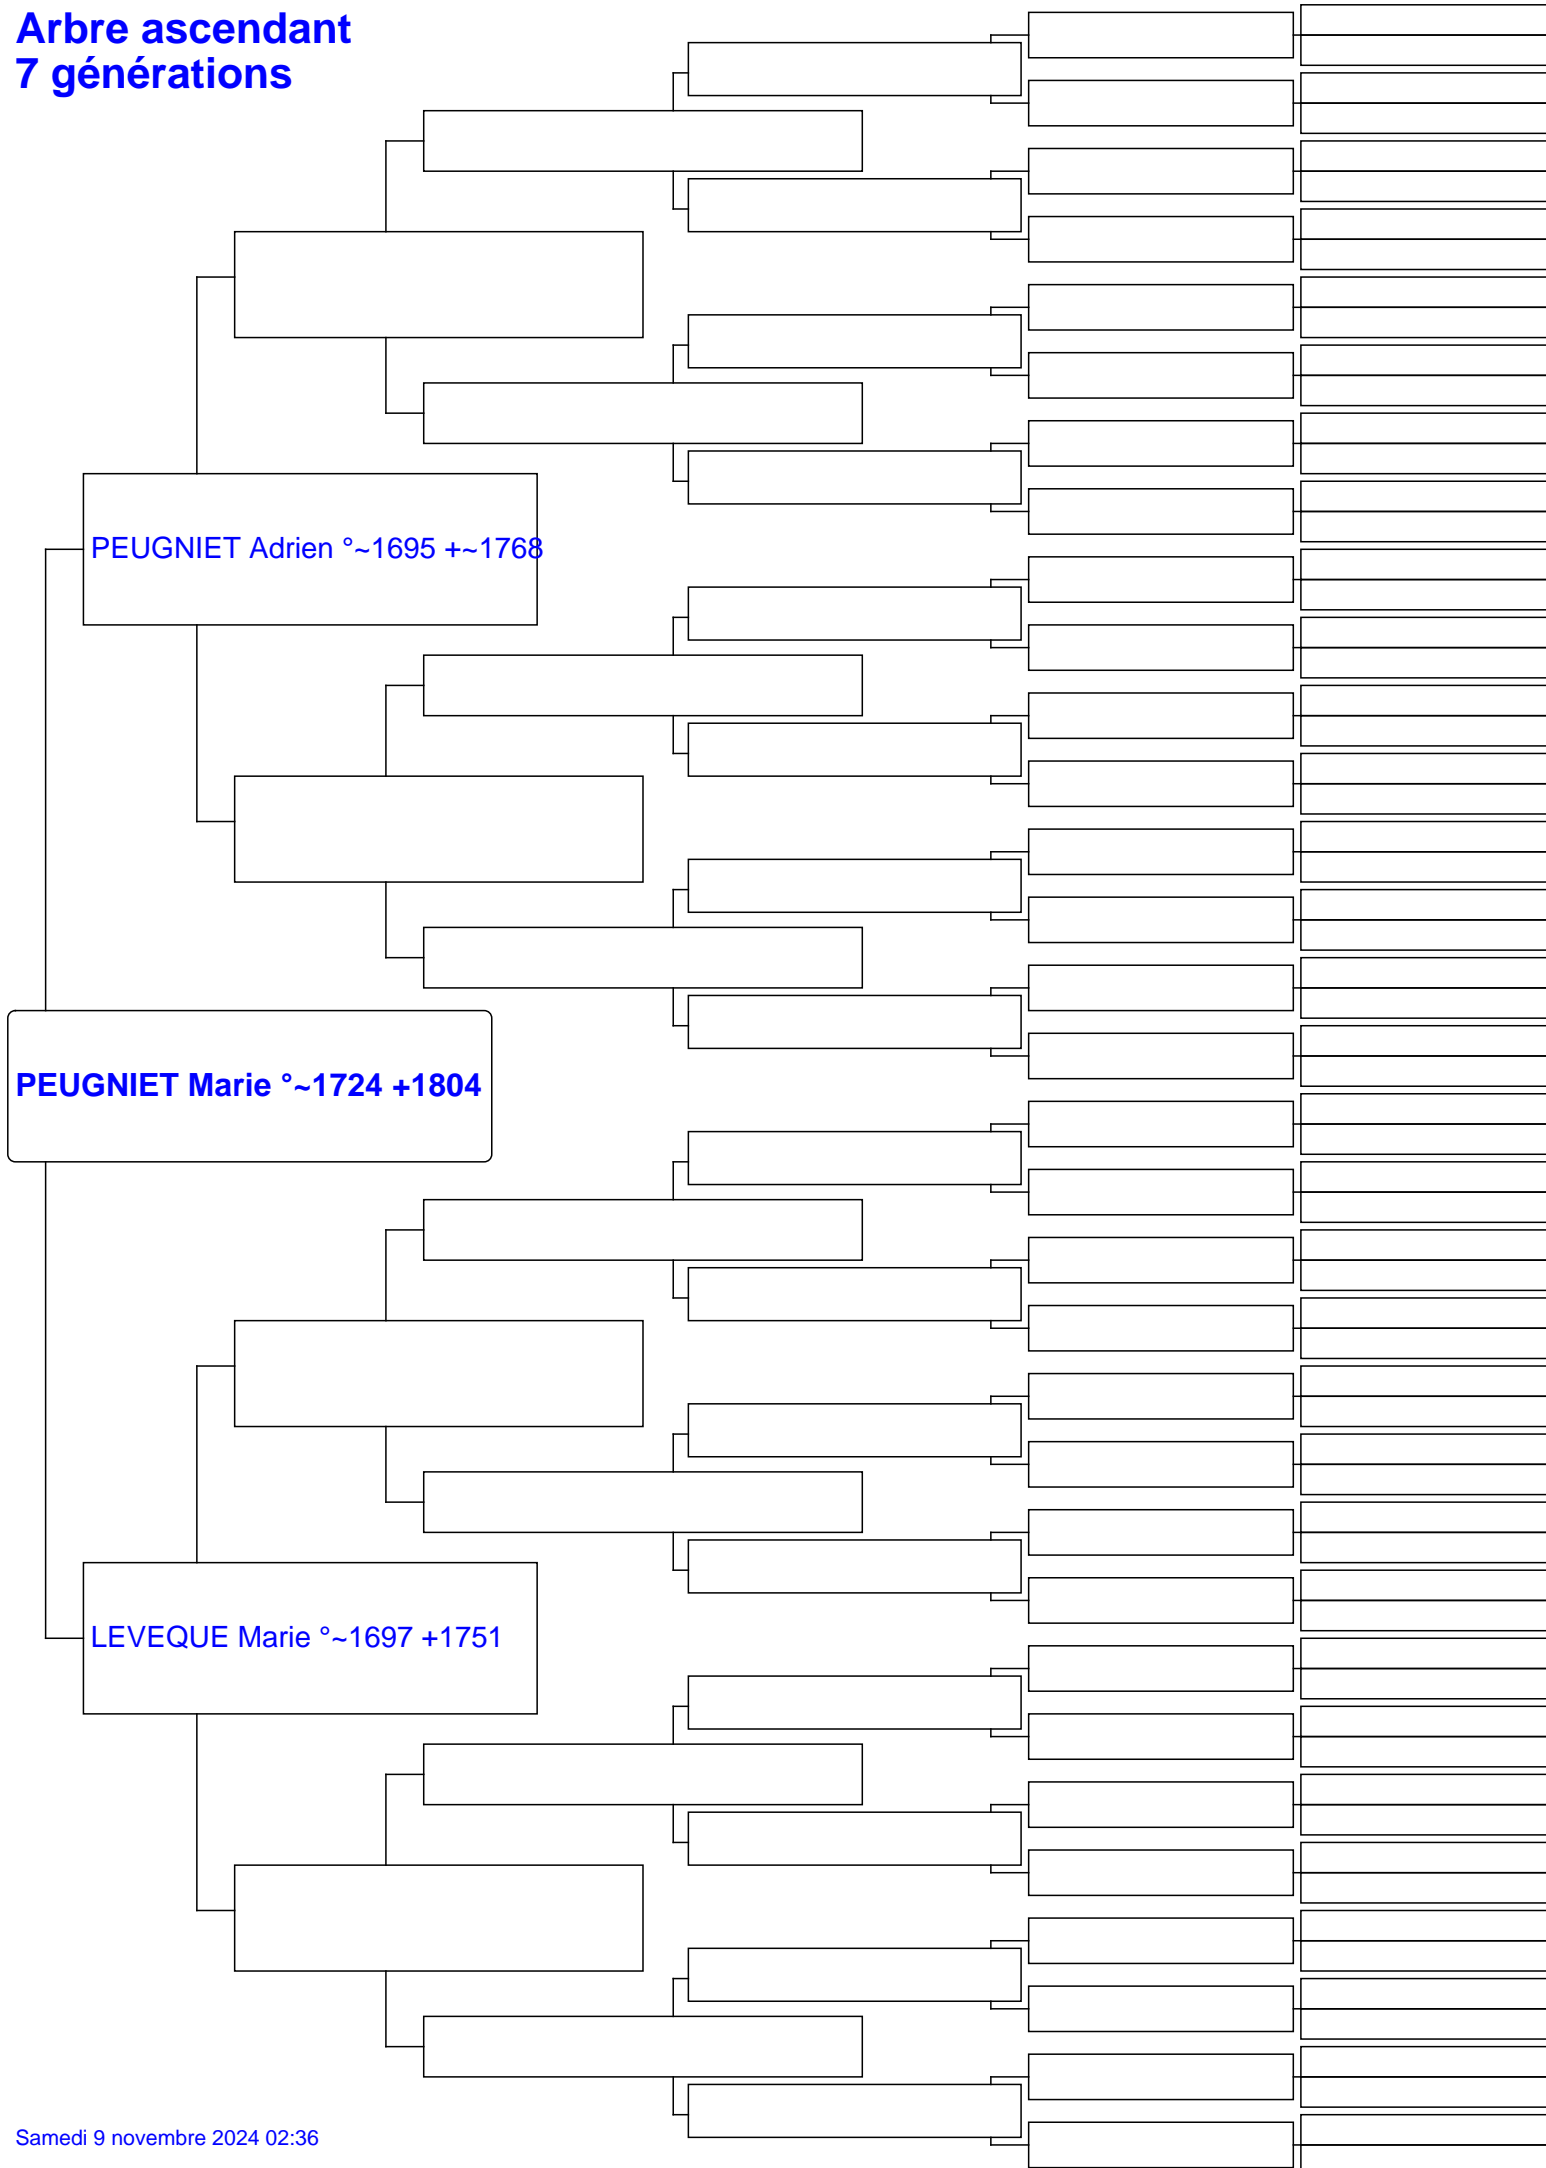 Arbre ascendant
7 générations
PEUGNIET Adrien °~1695 +~1768
PEUGNIET Marie °~1724 +1804
LEVEQUE Marie °~1697 +1751
Samedi 9 novembre 2024 02:36